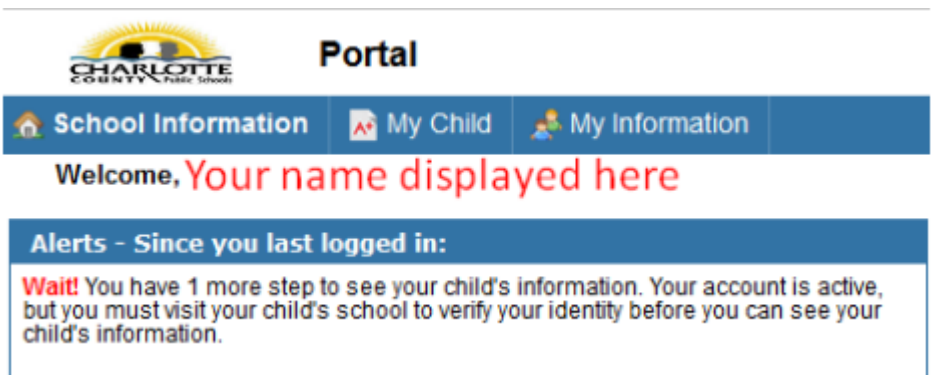 CHARLOTTE
COUNTY Public Schools
Portal
School Information
A+
My Child
My Information
Welcome, Your name displayed here
Alerts - Since you last logged in:
Wait! You have 1 more step to see your child's information. Your account is active,
but you must visit your child's school to verify your identity before you can see your
child's information.